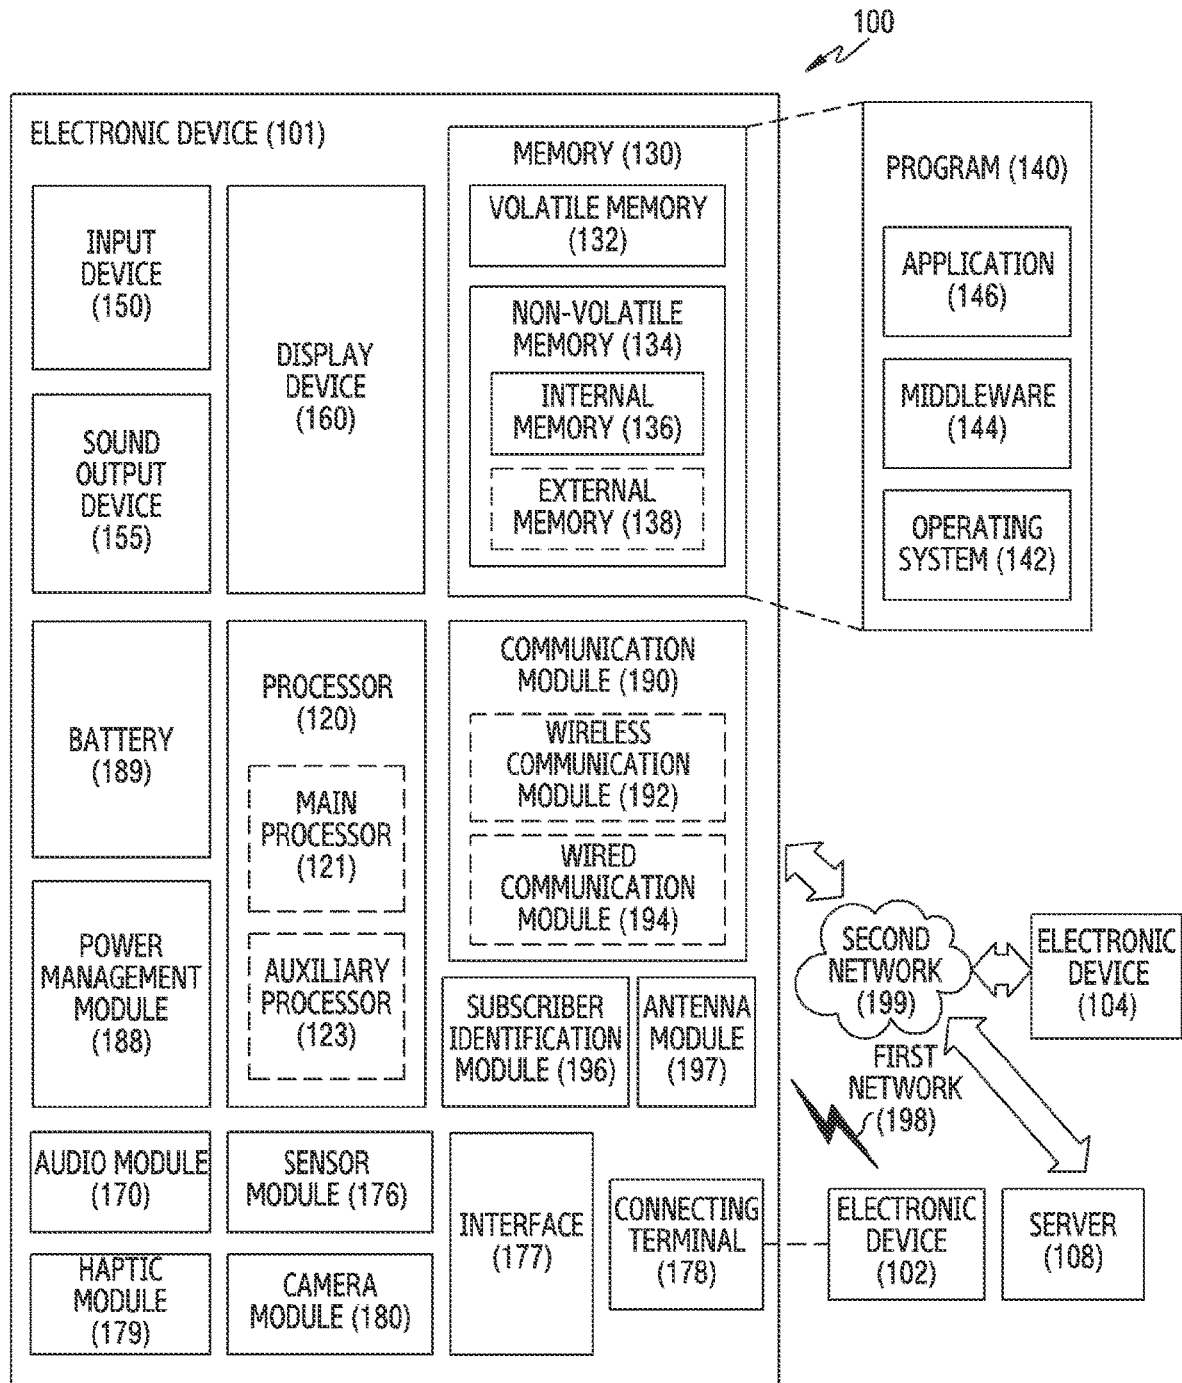 100
ELECTRONIC DEVICE (101)
INPUT
DEVICE
(150)
SOUND
OUTPUT
DEVICE
(155)
DISPLAY
DEVICE
(160)
MEMORY (130)
VOLATILE MEMORY
(132)
NON-VOLATILE
MEMORY (134)
INTERNAL
MEMORY (136)
EXTERNAL
MEMORY (138)
PROGRAM (140)
APPLICATION
(146)
MIDDLEWARE
(144)
OPERATING
SYSTEM (142)
BATTERY
(189)
POWER
MANAGEMENT
MODULE
(188)
PROCESSOR
(120)
MAIN
PROCESSOR
(121)
AUXILIARY
PROCESSOR
(123)
COMMUNICATION
MODULE (190)
WIRELESS
COMMUNICATION
MODULE (192)
WIRED
COMMUNICATION
MODULE (194)
SUBSCRIBER
IDENTIFICATION
MODULE (196)
ANTENNA
MODULE
(197)
SECOND
NETWORK
(199)
ELECTRONIC
DEVICE
(104)
FIRST
NETWORK
(198)
AUDIO MODULE
(170)
SENSOR
MODULE (176)
INTERFACE
(177)
CONNECTING
TERMINAL
(178)
ELECTRONIC
DEVICE
(102)
SERVER
(108)
HAPTIC
MODULE
(179)
CAMERA
MODULE (180)